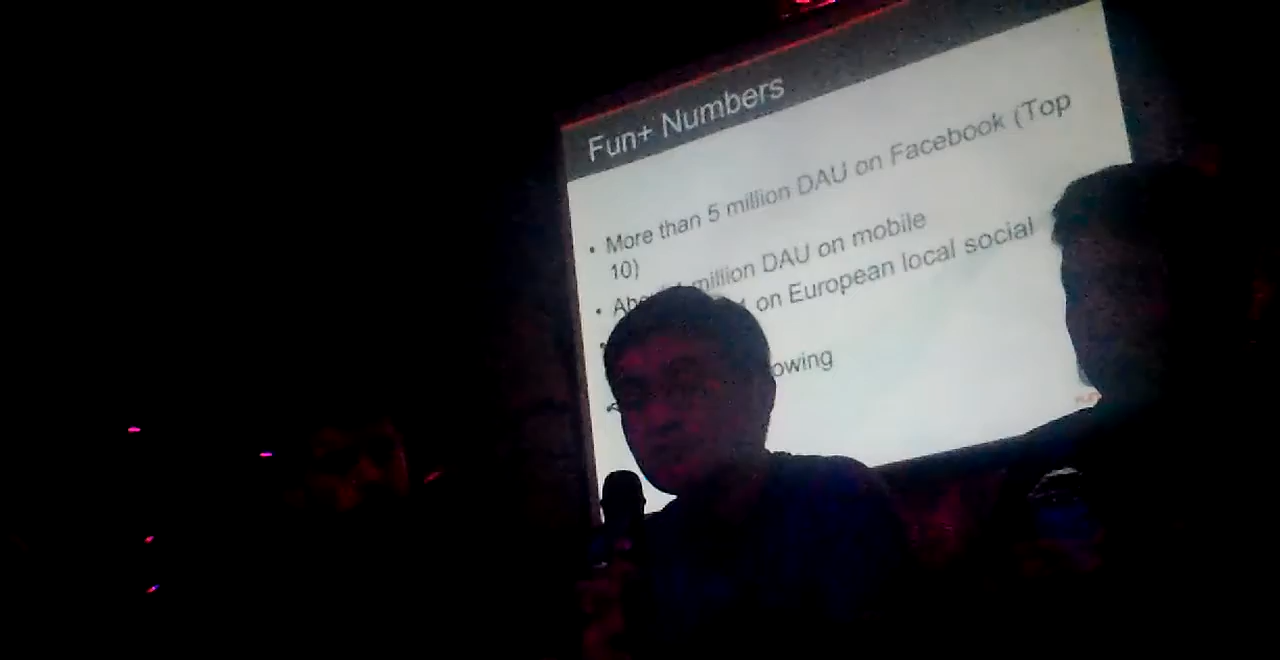 Fun+ Numbers
• More than 5 million DAU on Facebook (Top
10)
• million DAU on mobile
• on European local social